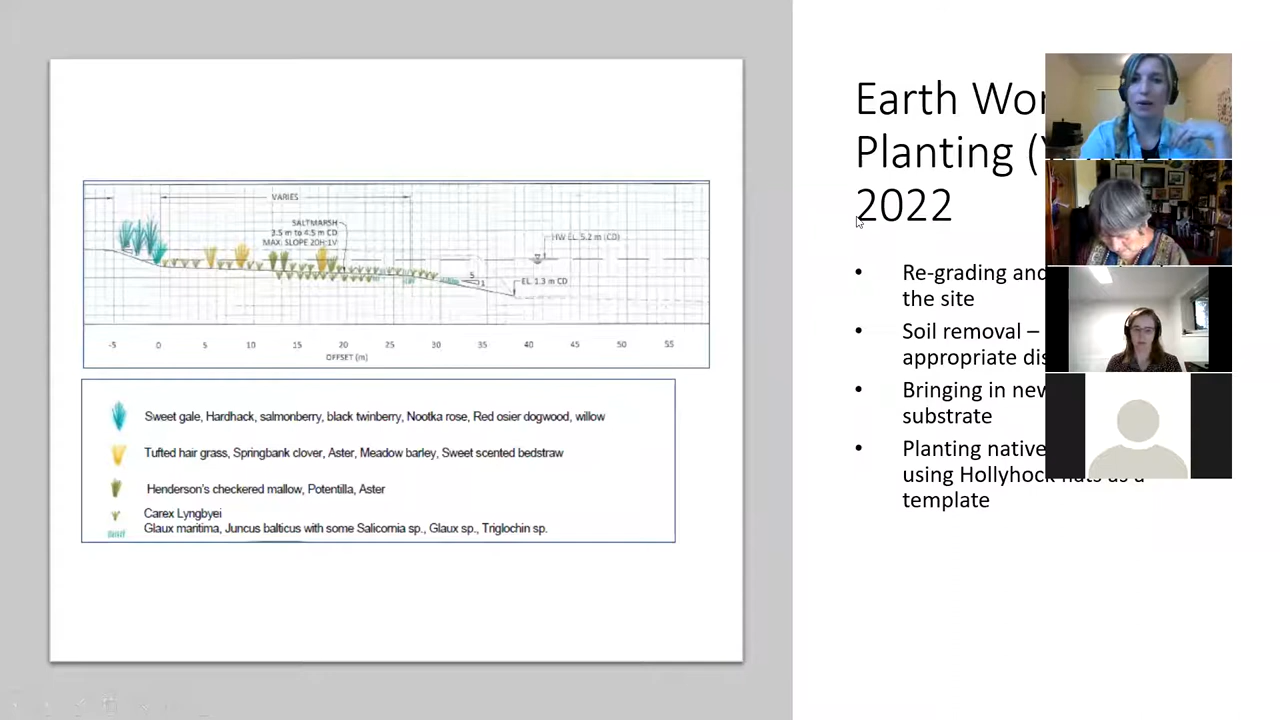 VARIES
SALTMARSH
3.5 m to 4.5 m CD
MAX. SLOPE 20H:1V
HW EL. 5.2 m (CD)
5
1
EL. 1.3 m CD
-5 0 5 10 15 20 25 30 35 40 45 50 55
OFFSET (m)
Sweet gale, Hardhack, salmonberry, black twinberry, Nootka rose, Red osier dogwood, willow
Tufted hair grass, Springbank clover, Aster, Meadow barley, Sweet scented bedstraw
Henderson's checkered mallow, Potentilla, Aster
Carex Lyngbyei
Glaux maritima, Juncus balticus with some Salicornia sp., Glaux sp., Triglochin sp.
Earth
Planting
2022
• Re-grading and
the site
• Soil removal –
appropriate
• Bringing in
substrate
• Planting native
using Hollyhock as a
template